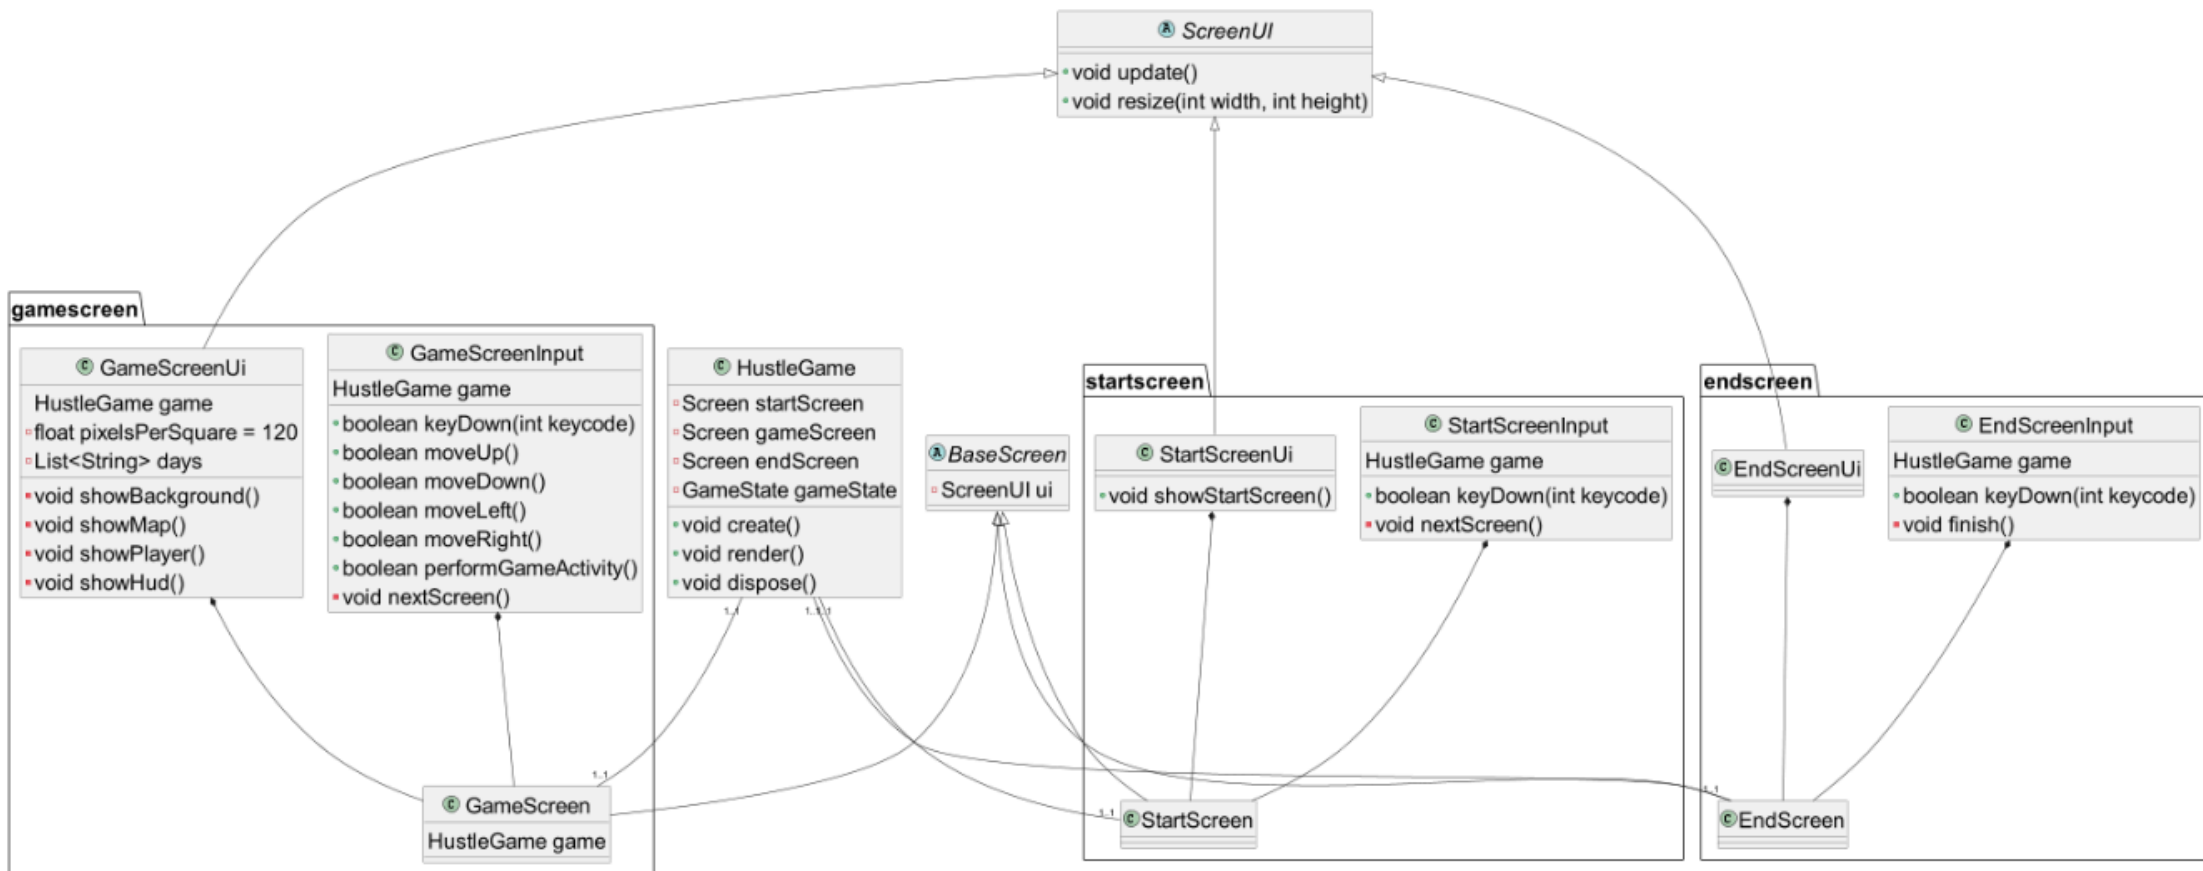 ScreenUI
void update()
void resize(int width, int height)
gamescreen
GameScreenUi
HustleGame game
float pixelsPerSquare = 120
List<String> days
void showBackground()
void showMap()
void showPlayer()
void showHud()
GameScreenInput
HustleGame game
boolean keyDown(int keycode)
boolean moveUp()
boolean moveDown()
boolean moveLeft()
boolean moveRight()
boolean performGameActivity()
void nextScreen()
HustleGame
Screen startScreen
Screen gameScreen
Screen endScreen
GameState gameState
void create()
void render()
void dispose()
BaseScreen
ScreenUI ui
startscreen
StartScreenUi
void showStartScreen()
StartScreenInput
HustleGame game
boolean keyDown(int keycode)
void nextScreen()
endscreen
EndScreenUi
EndScreenInput
HustleGame game
boolean keyDown(int keycode)
void finish()
1..1
1..1
GameScreen
HustleGame game
1..1
StartScreen
1..1
EndScreen